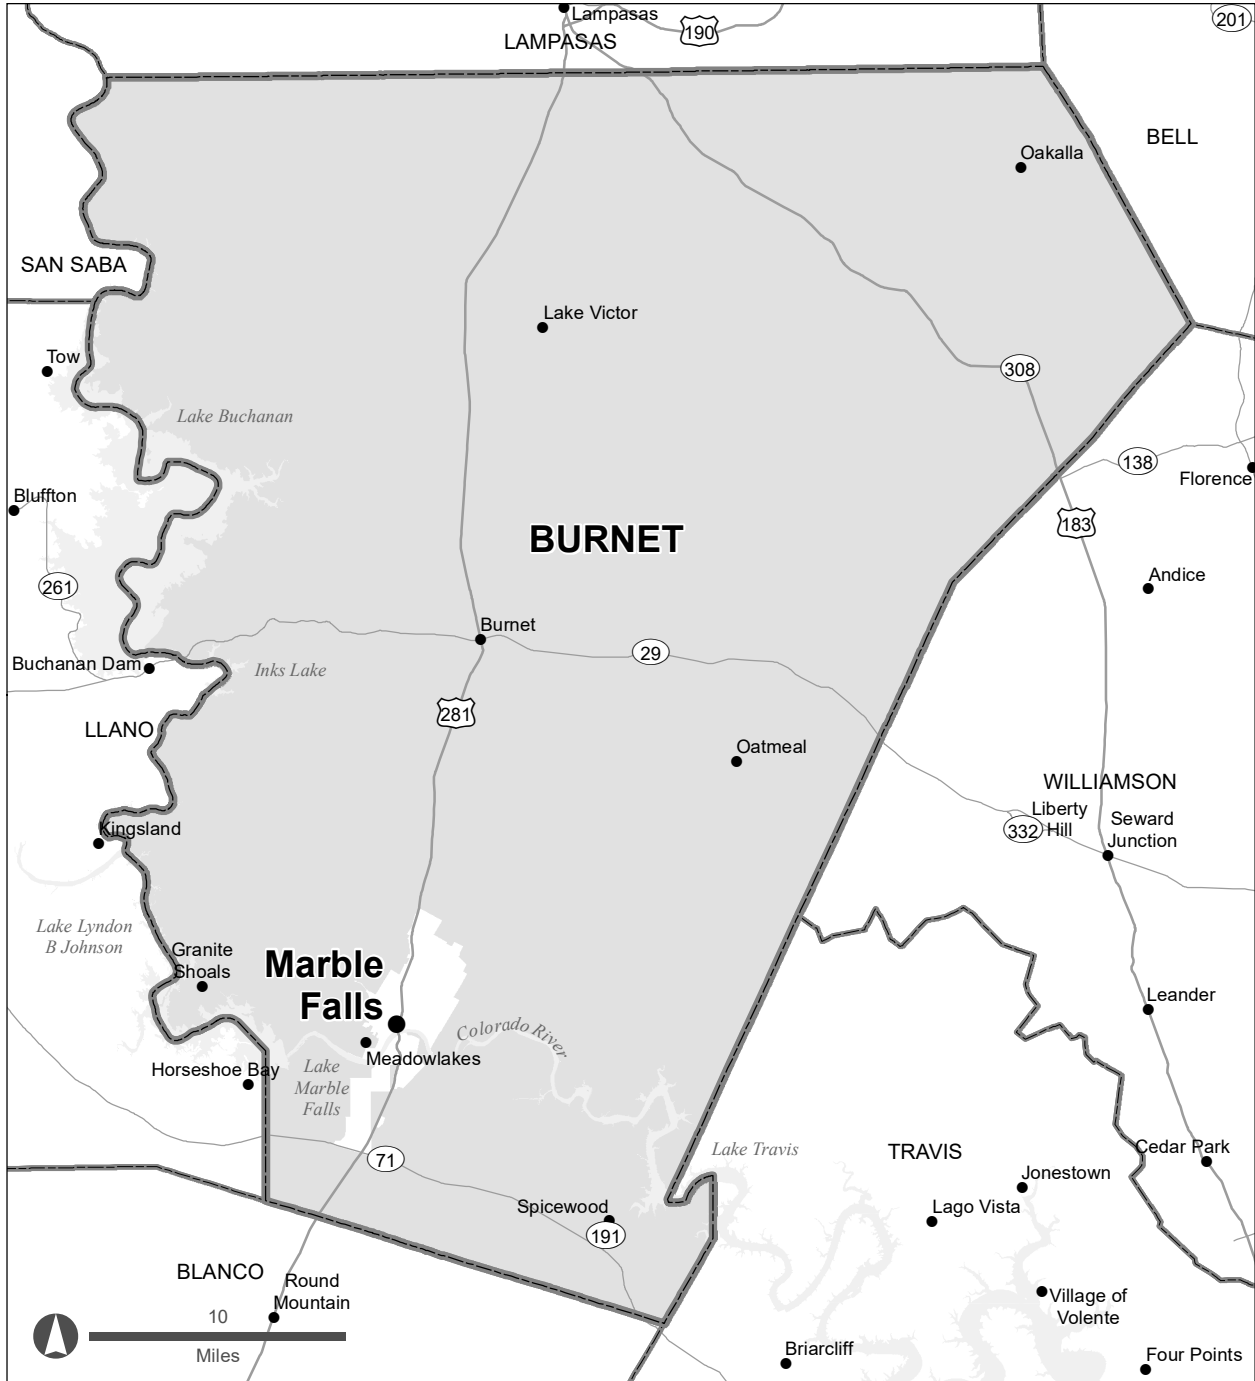 Lampasas
190
201
LAMPASAS
BELL
Oakalla
SAN SABA
Lake Victor
Tow
308
Lake Buchanan
138
Florence
Bluffton
183
BURNET
261
Andice
Burnet
29
Buchanan Dam
Inks Lake
281
LLANO
Oatmeal
WILLIAMSON
Liberty
Hill
332
Seward
Junction
Kingsland
Lake Lyndon
B Johnson
Granite
Shoals
Marble
Falls
Leander
Colorado River
Meadowlakes
Horseshoe Bay
Lake
Marble
Falls
71
Lake Travis
TRAVIS
Cedar Park
Jonestown
Lago Vista
Spicewood
191
BLANCO
Round
Mountain
Village of
Volente
10
Miles
Briarcliff
Four Points